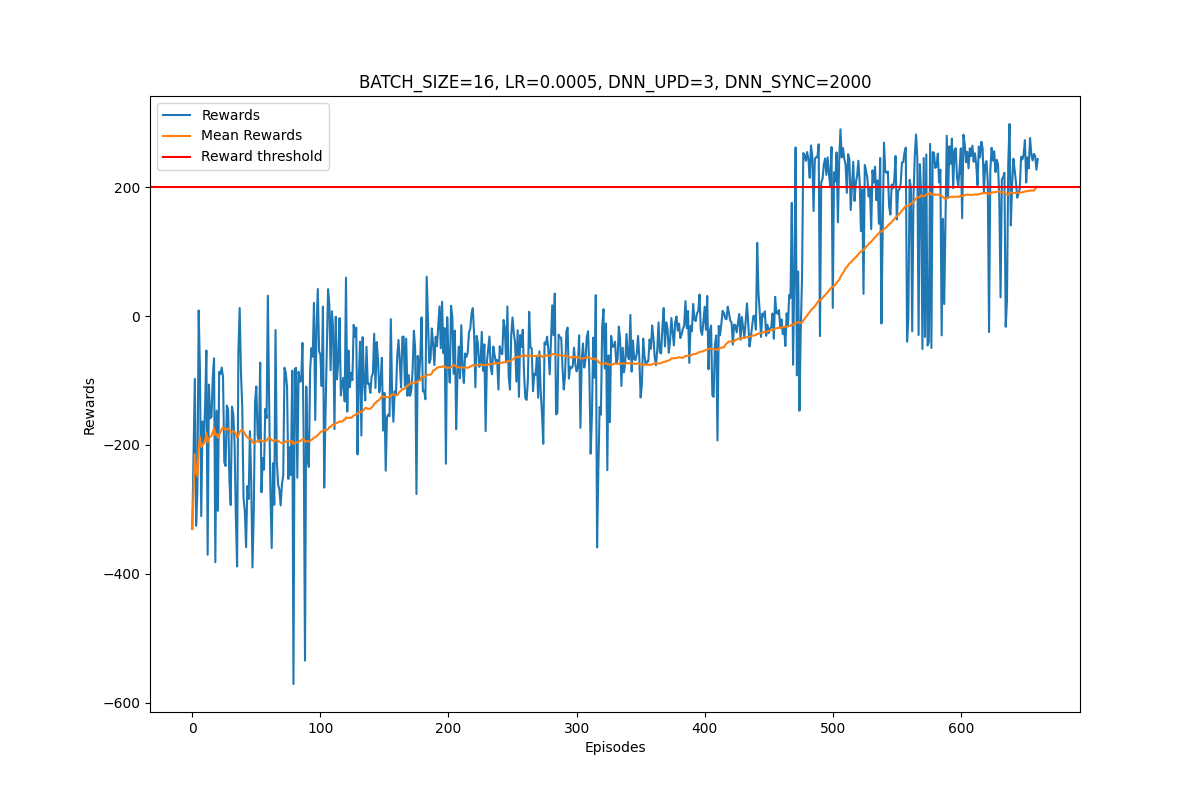 BATCH_SIZE=16, LR=0.0005, DNN_UPD=3, DNN_SYNC=2000
Rewards
Mean Rewards
Reward threshold
200
0
−200
−400
−600
Rewards
0 100 200 300 400 500 600
Episodes